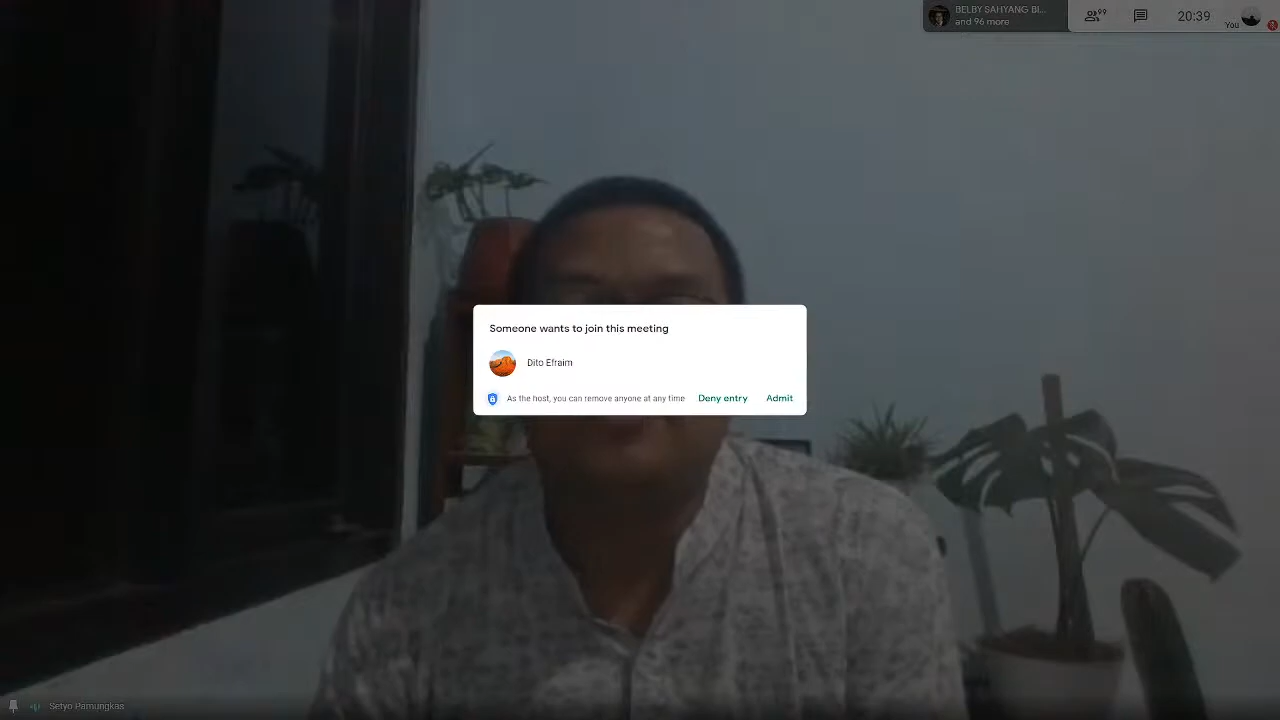 BELBY SAHYANG BI...
and 96 more
99
20:39
You
Someone wants to join this meeting
Dito Efraim
As the host, you can remove anyone at any time
Deny entry
Admit
Setyo Pamungkas